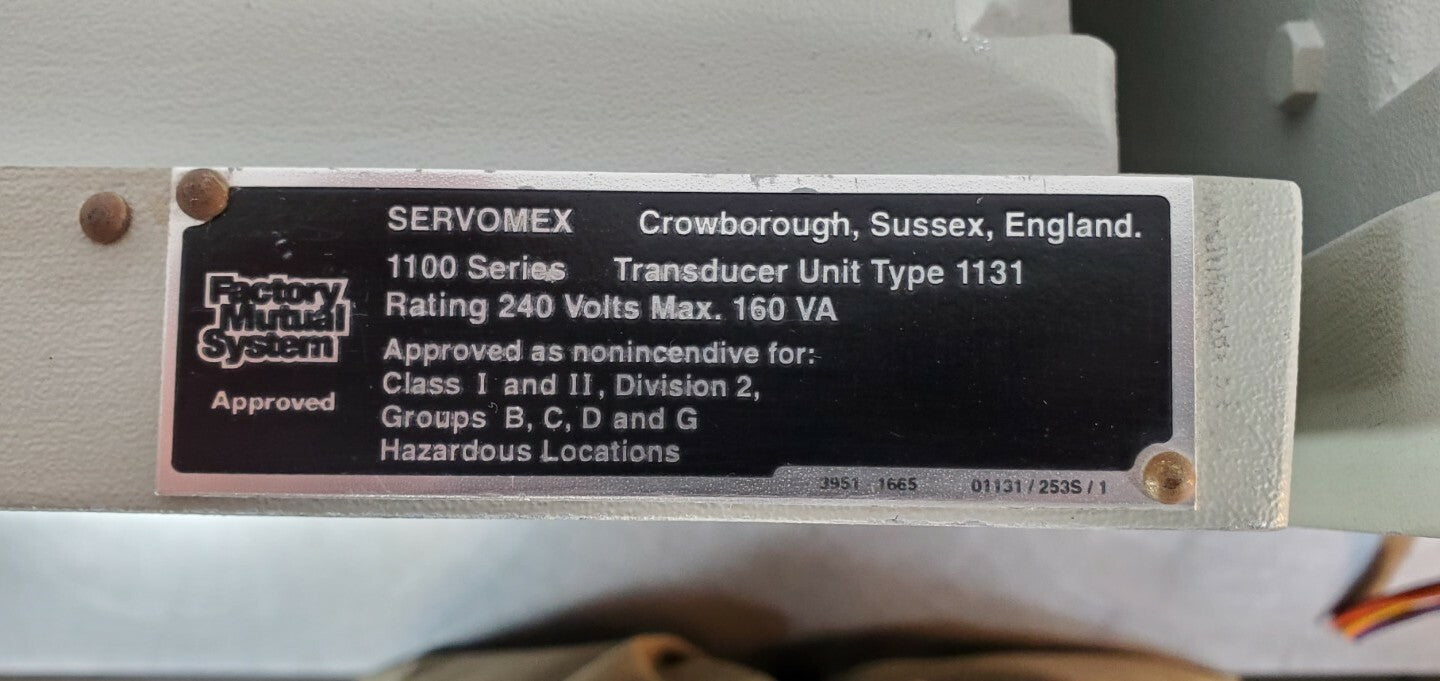 SERVOMEX Crowborough, Sussex, England.
1100 Series Transducer Unit Type 1131
Rating 240 Volts Max. 160 VA
Factory
Mutual
System
Approved
Approved as nonincendive for:
Class I and II, Division 2,
Groups B, C, D and G
Hazardous Locations
3951 1665 01131 / 253S / 1